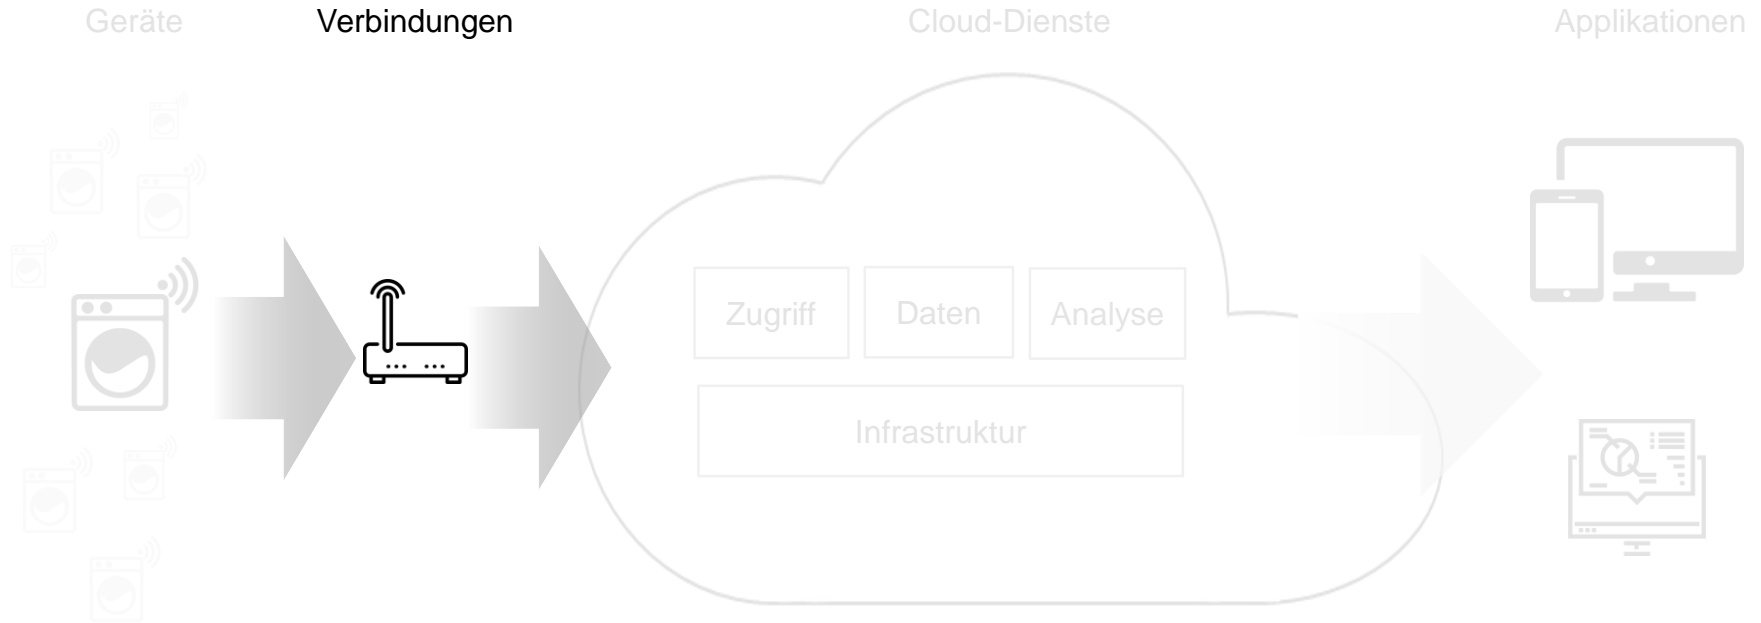 Geräte
Verbindungen
Cloud-Dienste
Applikationen
Zugriff
Daten
Analyse
Infrastruktur